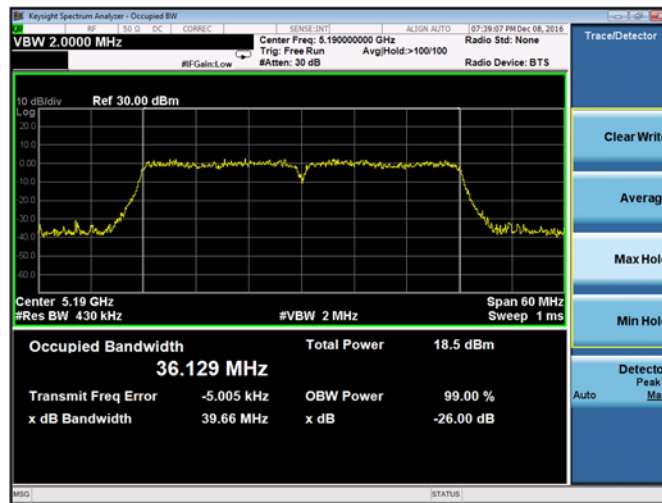 Keysight Spectrum Analyzer - Occupied BW
RF 50 Ω DC CORREC SENSE:INT ALIGN AUTO 07:39:07 PM Dec 08, 2016
VBW 2.0000 MHz
Center Freq: 5.190000000 GHz
Radio Std: None
Trig: Free Run Avg|Hold:>100/100
#IFGain:Low #Atten: 30 dB Radio Device: BTS
Trace/Detector
10 dB/div Ref 30.00 dBm
Log
20.0
10.0
0.00
-10.0
-20.0
-30.0
-40.0
-50.0
-60.0
Center 5.19 GHz Span 60 MHz
#Res BW 430 kHz #VBW 2 MHz Sweep 1 ms
Occupied Bandwidth Total Power 18.5 dBm
36.129 MHz
Transmit Freq Error -5.005 kHz OBW Power 99.00 %
x dB Bandwidth 39.66 MHz x dB -26.00 dB
Clear Writ
Averag
Max Hol
Min Hol
Detecto
Peak
Auto Ma
MSG STATUS